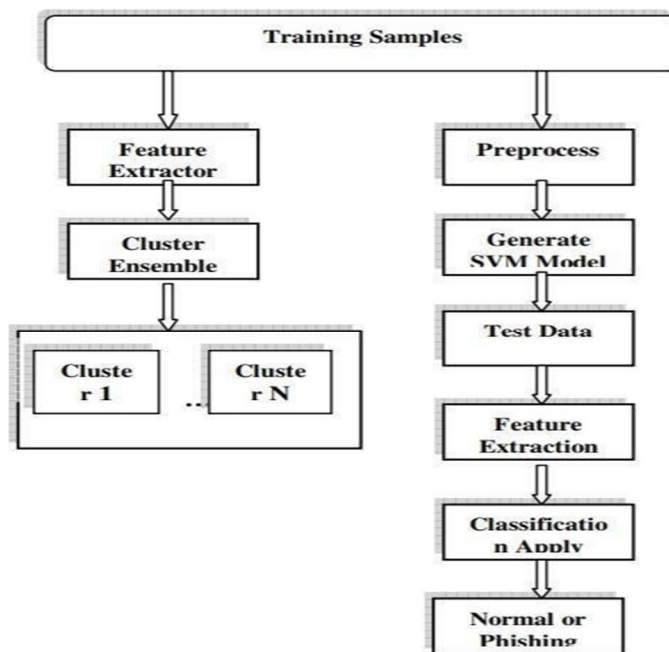 Training Samples
Feature
Extractor
Cluster
Ensemble
Cluste
r 1
...
Cluste
r N
Preprocess
Generate
SVM Model
Test Data
Feature
Extraction
Classificatio
n Apply
Normal or
Phishing